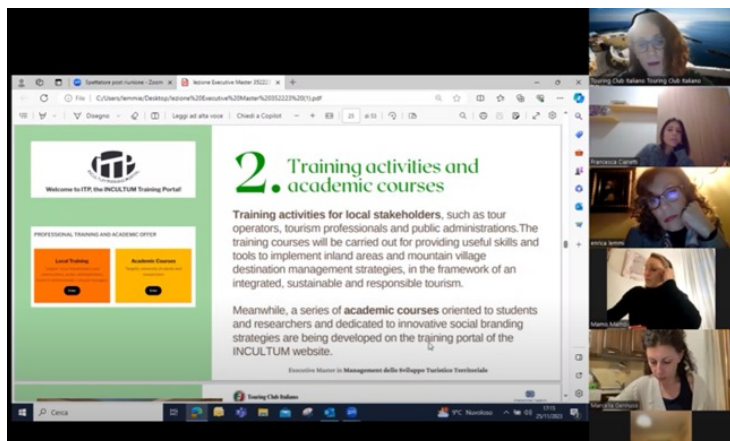 Spettatore post riunione - Zoom
lezione Executive Master 352223
File
C:/Users/lemmie/Desktop/lezione%20Executive%20Master%20352223%20(1).pdf
Disegno
Leggi ad alta voce
Chiedi a Copilot
23
ITP
Welcome to ITP, the INCULTUM Training Portal
PROFESSIONAL TRAINING AND ACADEMIC OFFER
Local Training
Academic Courses
2. Training activities and
academic courses
Training activities for local stakeholders, such as tour
operators, tourism professionals and public administrations.The
training courses will be carried out for providing useful skills and
tools to implement inland areas and mountain village
destination management strategies, in the framework of an
integrated, sustainable and responsible tourism.
Meanwhile, a series of academic courses oriented to students
and researchers and dedicated to innovative social branding
strategies are being developed on the training portal of the
INCULTUM website.
Executive Master in Management dello Sviluppo Turistico Territoriale
Touring Club Italiano
Cerca
9°C Nuvoloso
17:15
25/11/2023
Touring Club Italiano Touring Club Italiano
Francesca
enrica lemmi